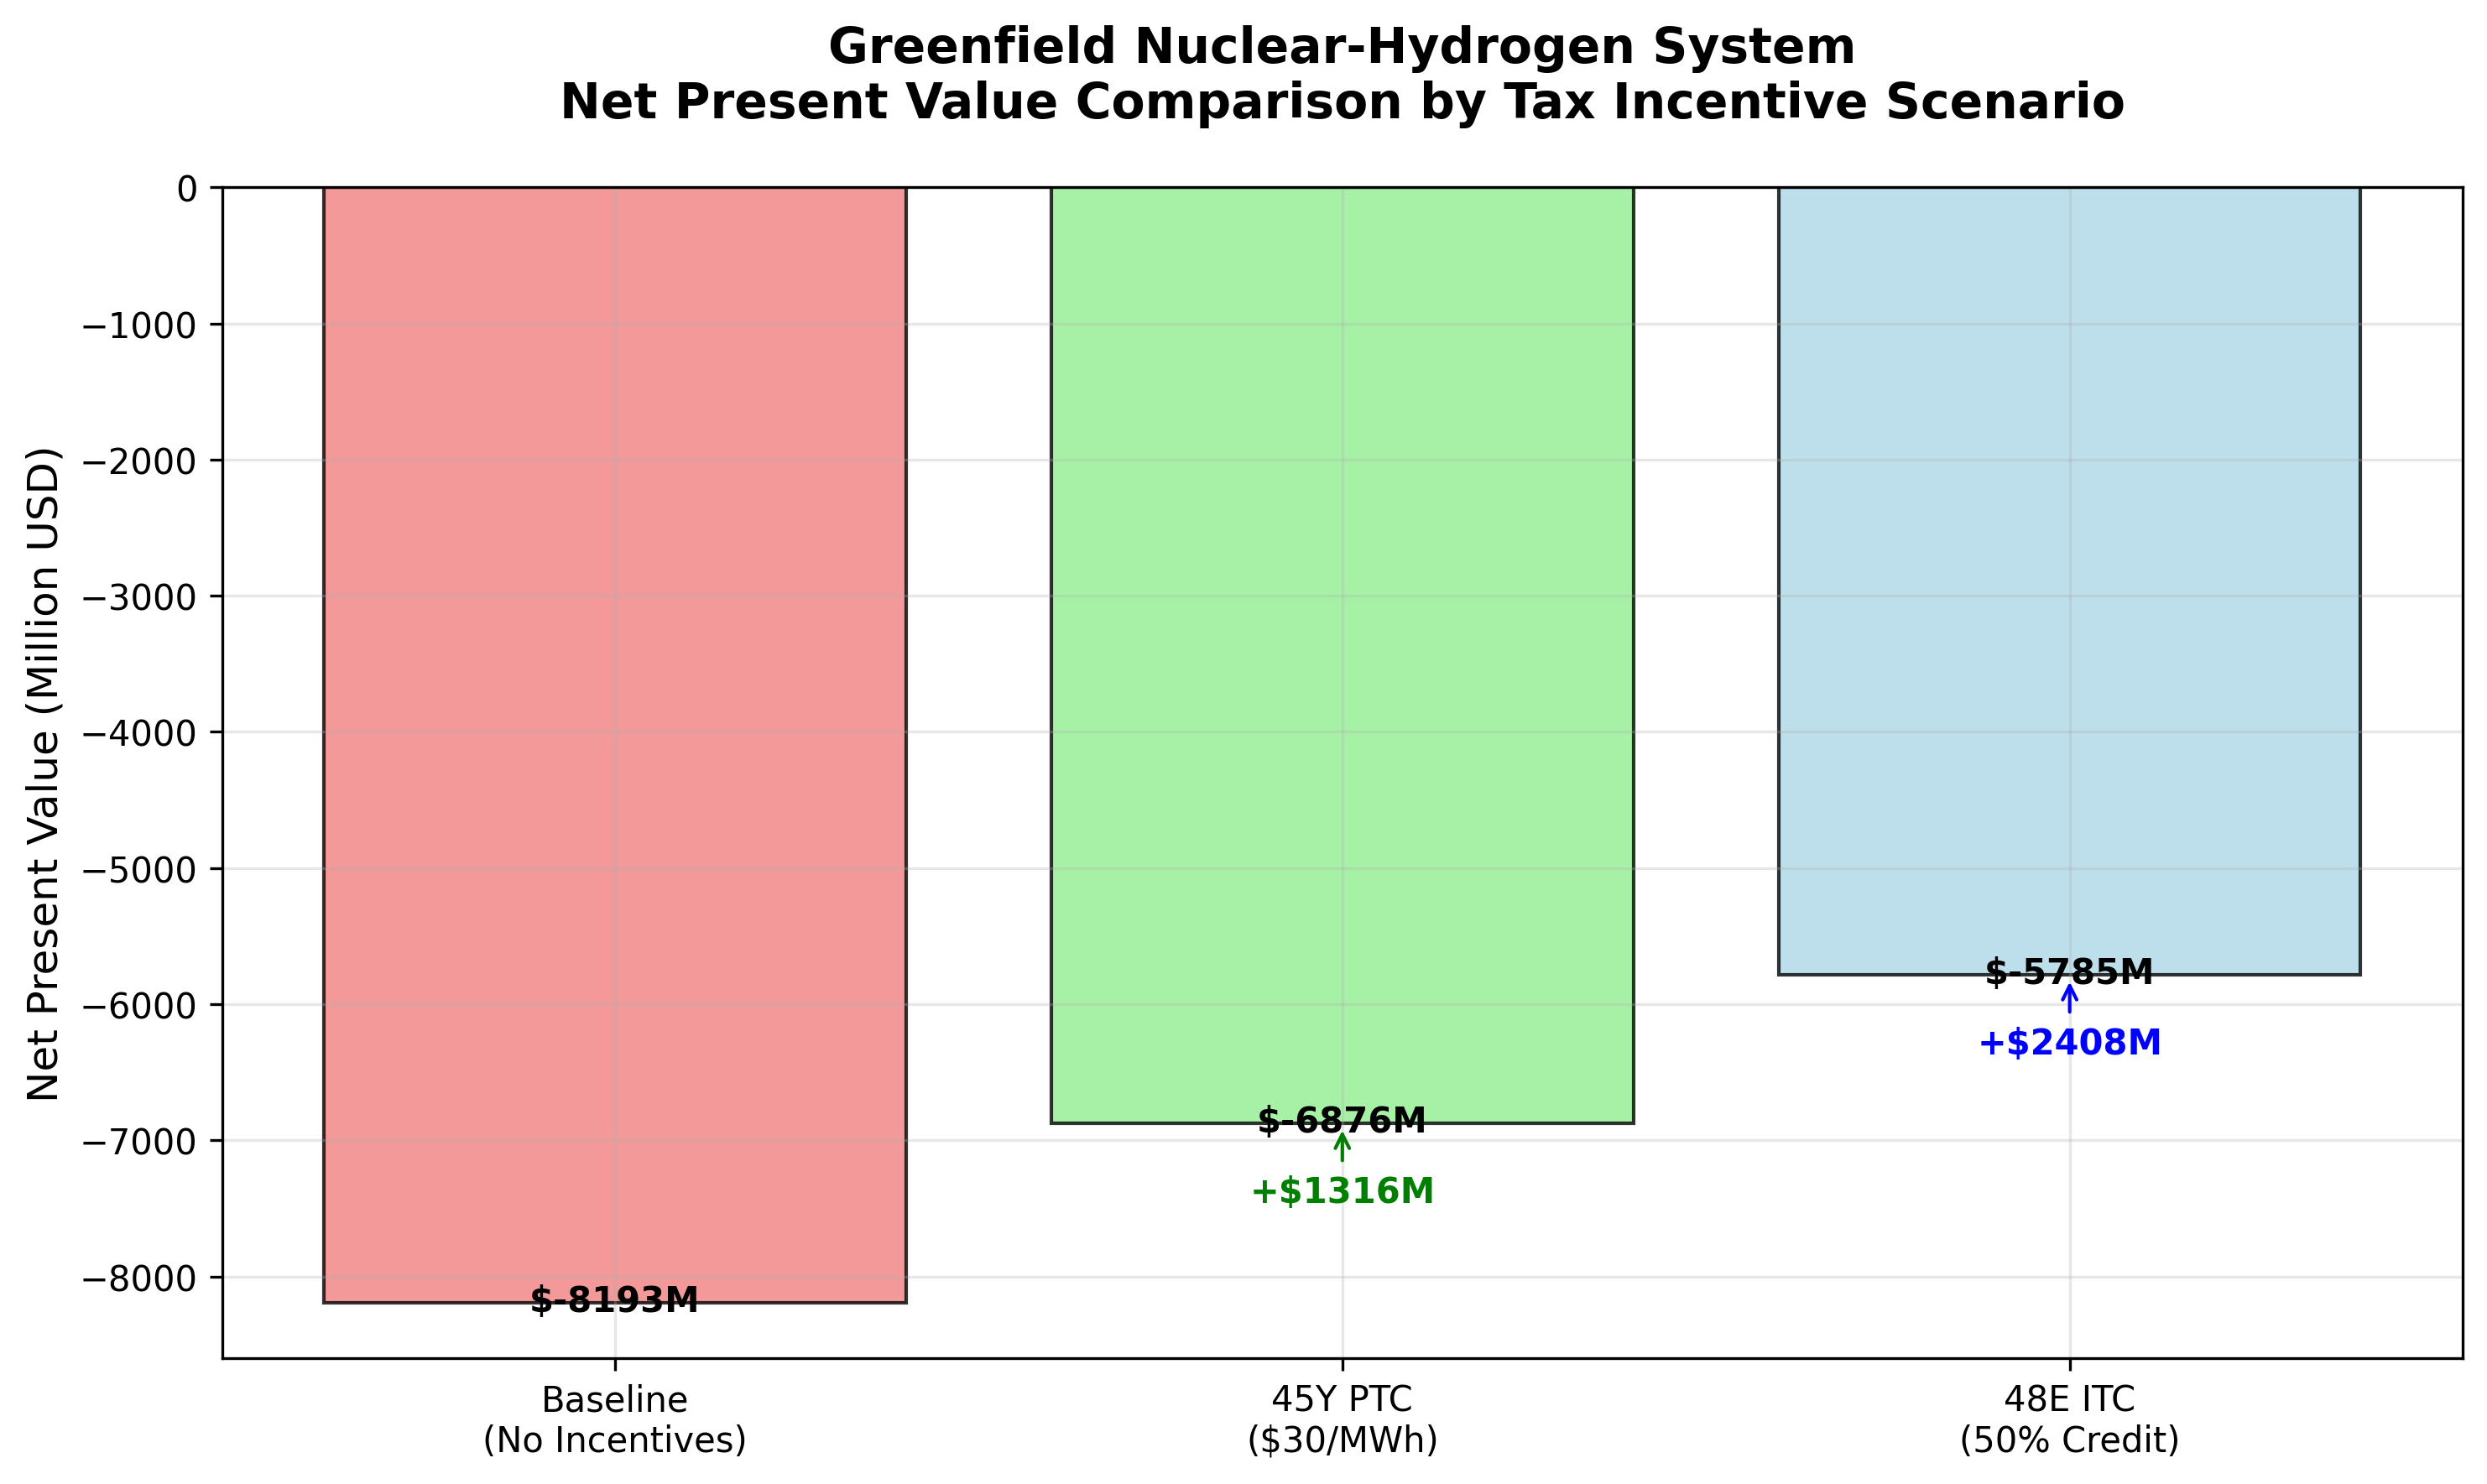 Greenfield Nuclear-Hydrogen System
Net Present Value Comparison by Tax Incentive Scenario
Net Present Value (Million USD)
0
−1000
−2000
−3000
−4000
−5000
−6000
−7000
−8000
$-8193M
$-6876M
+$1316M
$-5785M
+$2408M
Baseline
(No Incentives)
45Y PTC
($30/MWh)
48E ITC
(50% Credit)